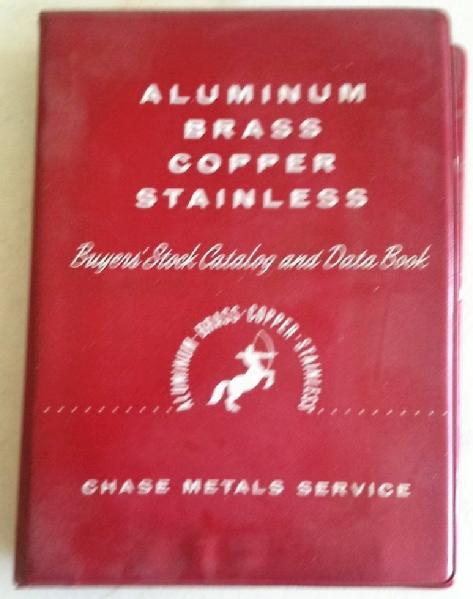 ALUMINUM
BRASS
COPPER
STAINLESS
Buyers' Stock Catalog and Data Book
ALUMINUM · BRASS · COPPER · STAINLESS
CHASE METALS SERVICE